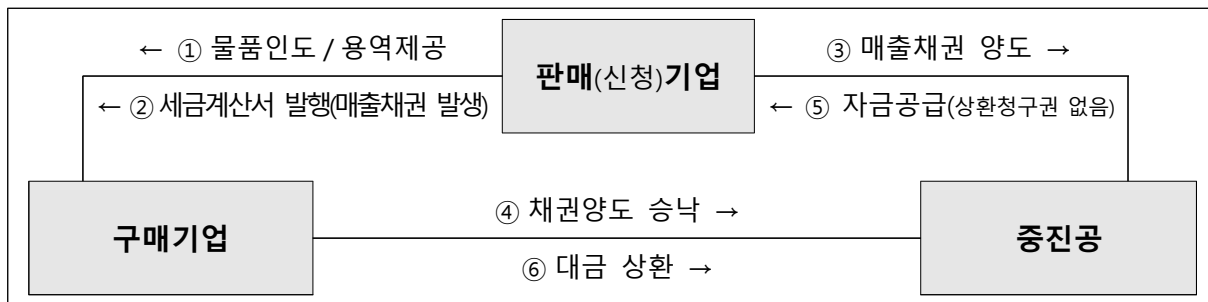 ← ① 물품인도 / 용역제공
③ 매출채권 양도 →
판매(신청)기업
← ② 세금계산서 발행(매출채권 발생)
← ⑤ 자금공급(상환청구권 없음)
④ 채권양도 승낙 →
구매기업
중진공
⑥ 대금 상환 →